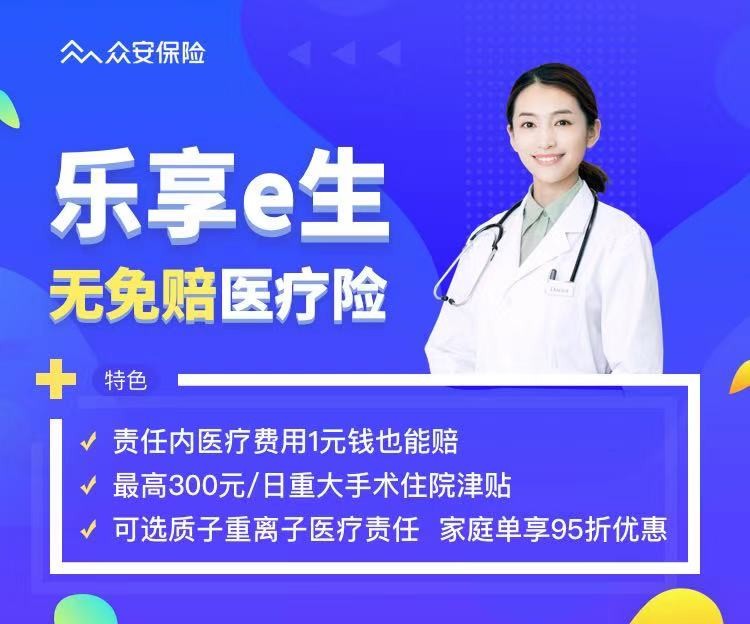 众安保险
乐享e生
无免赔医疗险
特色
责任内医疗费用1元钱也能赔
最高300元/日重大手术住院津贴
可选质子重离子医疗责任 家庭单享95折优惠